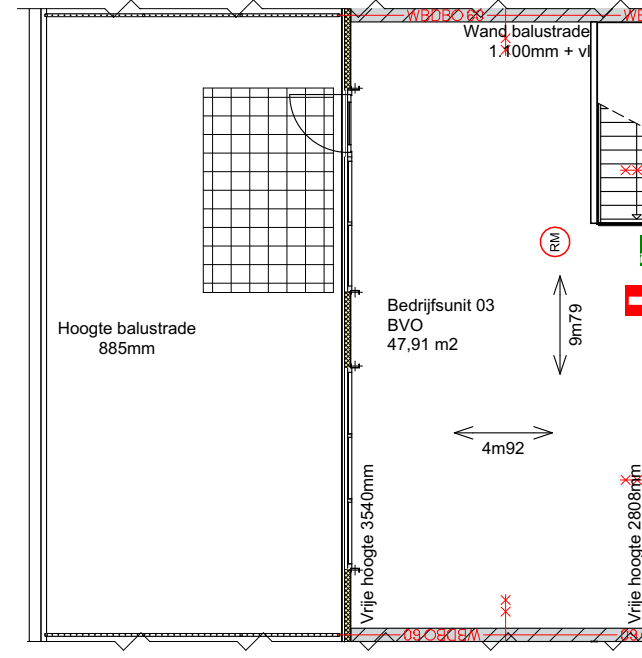 WBDBO 60
WB
Wand balustrade
1.100mm + vl
RM
Bedrijfsunit 03
BVO
47,91 m2
9m79
Hoogte balustrade
885mm
4m92
Vrije hoogte 3540mm
Vrije hoogte 2808mm
WBDBO 60